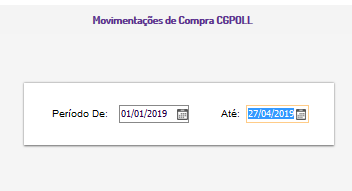 Movimentações de Compra CGPOLL
Período De: 01/01/2019 Até: 27/04/2019